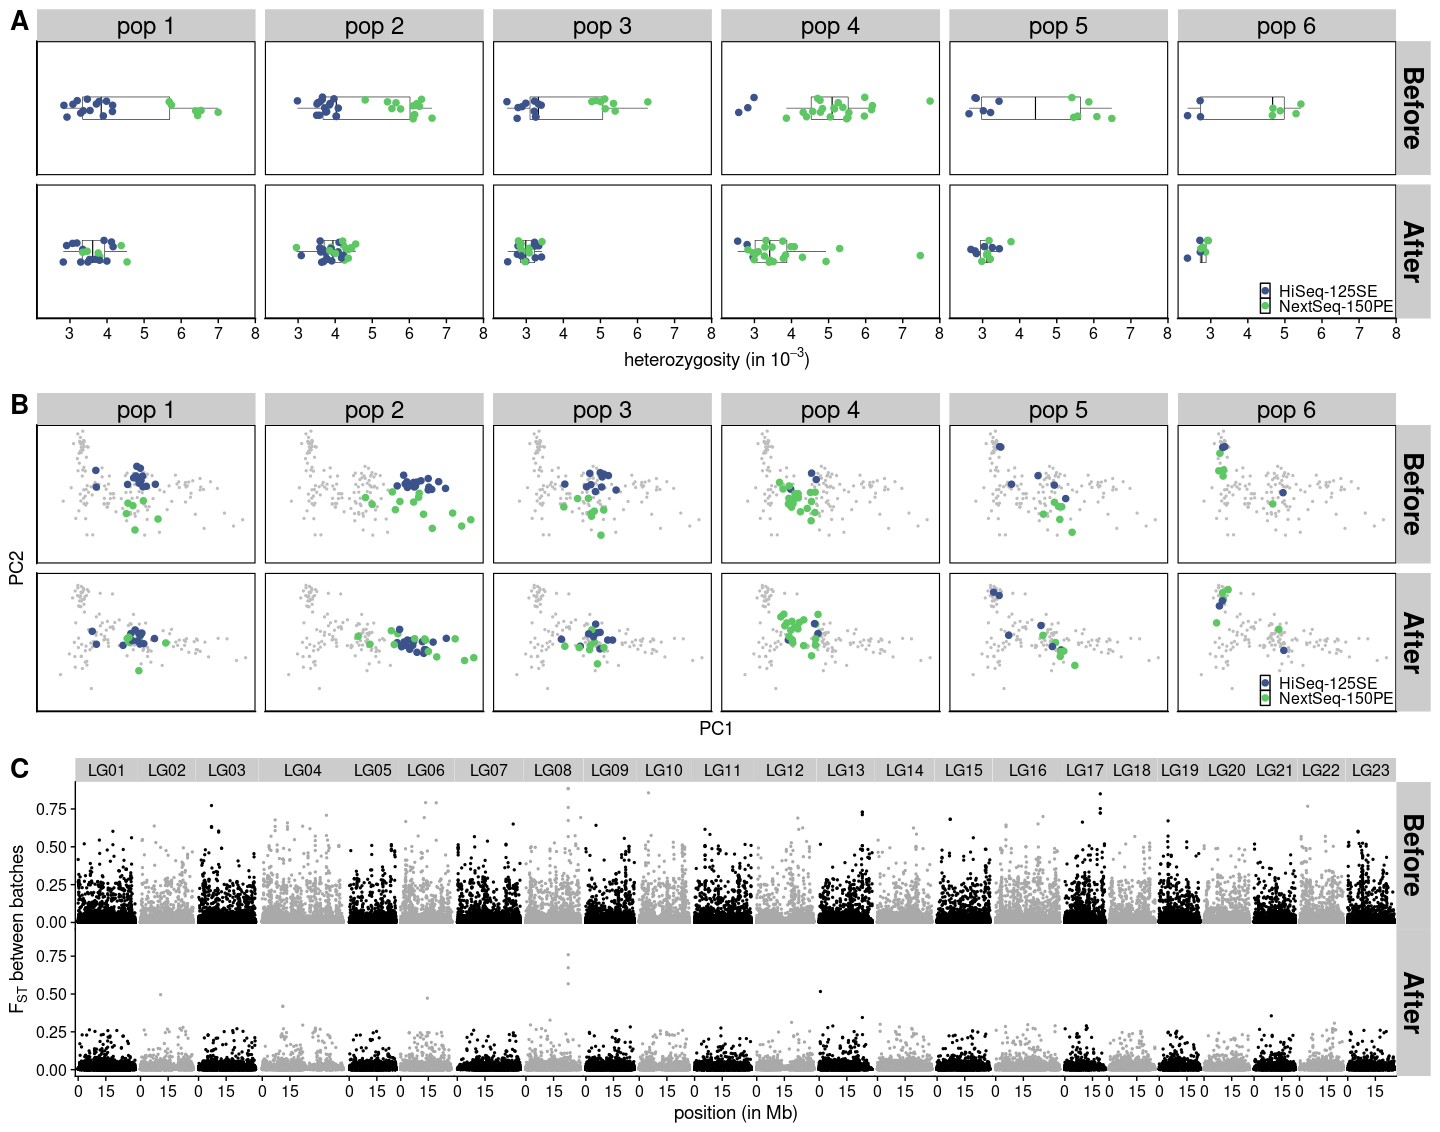 A
pop 1 pop 2 pop 3 pop 4 pop 5 pop 6
Before
After
HiSeq-125SE
NextSeq-150PE
3 4 5 6 7 8 3 4 5 6 7 8 3 4 5 6 7 8 3 4 5 6 7 8 3 4 5 6 7 8 3 4 5 6 7 8
heterozygosity (in 10⁻³)
B
pop 1 pop 2 pop 3 pop 4 pop 5 pop 6
Before
PC2
After
HiSeq-125SE
NextSeq-150PE
PC1
C
LG01 LG02 LG03 LG04 LG05 LG06 LG07 LG08 LG09 LG10 LG11 LG12 LG13 LG14 LG15 LG16 LG17 LG18 LG19 LG20 LG21 LG22 LG23
0.75
0.50
0.25
0.00
Before
F_ST between batches
0.75
0.50
0.25
0.00
After
0 15 0 15 0 15 0 15 0 15 0 15 0 15 0 15 0 15 0 15 0 15 0 15 0 15 0 15 0 15 0 15 0 15 0 15 0 15 0 15 0 15 0 15 0 15
position (in Mb)